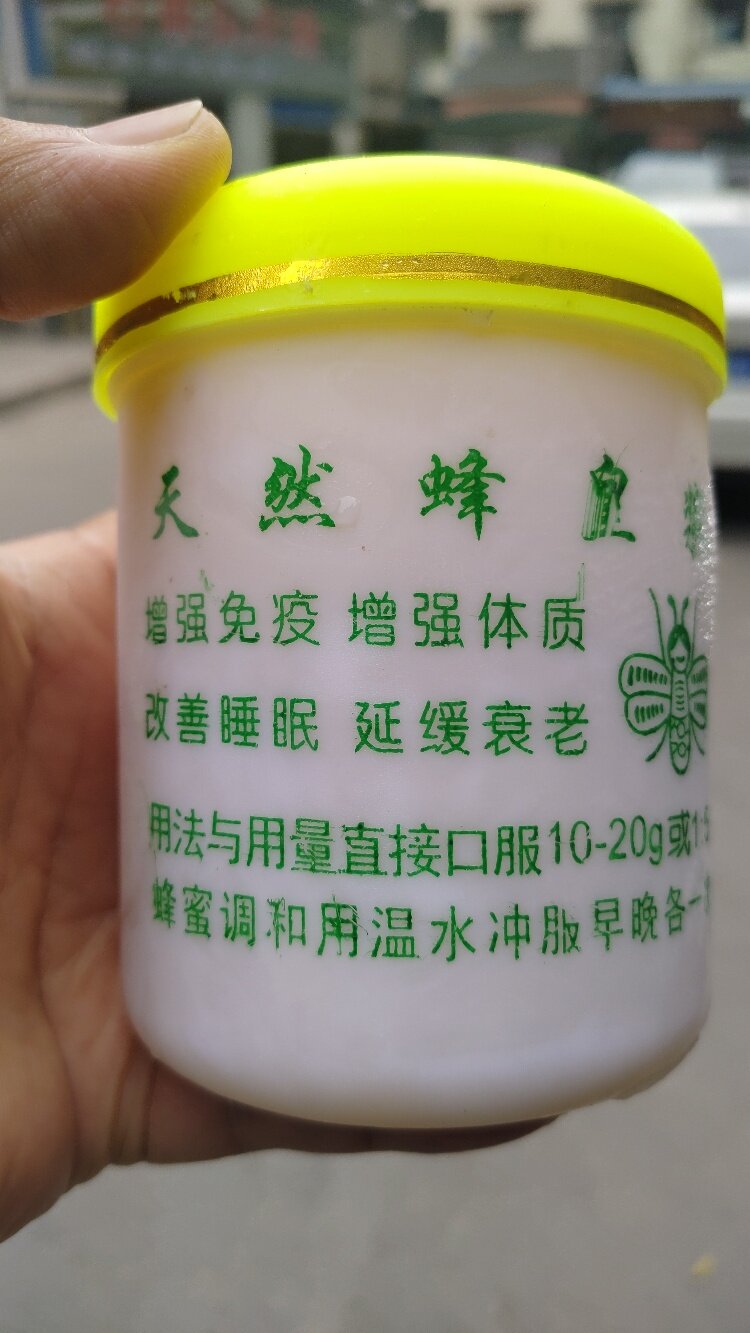 天然蜂皇
增强免疫 增强体质
改善睡眠 延缓衰老
用法与用量直接口服10-20g或1:
蜂蜜调和用温水冲服早晚各一